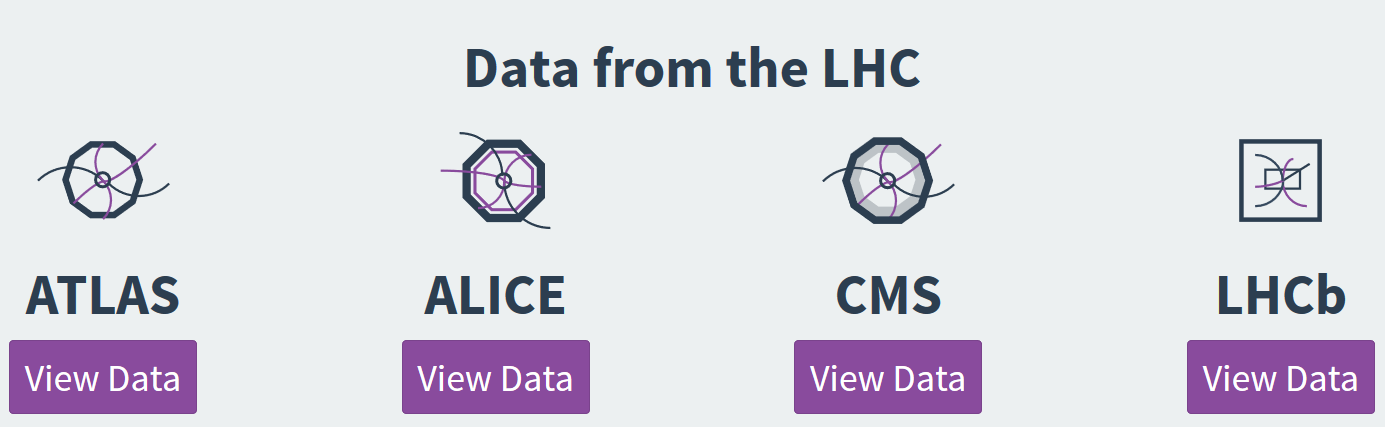 Data from the LHC
ATLAS
ALICE
CMS
LHCb
View Data
View Data
View Data
View Data